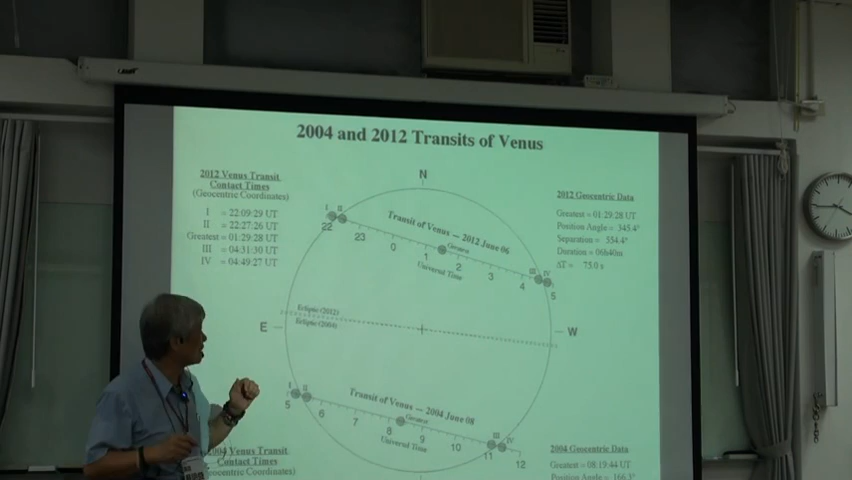 2004 and 2012 Transits of Venus
2012 Venus Transit
Contact Times
(Geocentric Coordinates)
I = 22:09:29 UT
II = 22:27:26 UT
Greatest = 01:29:28 UT
III = 04:31:30 UT
IV = 04:49:27 UT
N
I II
22 23 0 1 2 3 4 5
Transit of Venus — 2012 June 06
Greatest
Universal Time
III IV
2012 Geocentric Data
Greatest = 01:29:28 UT
Position Angle = 345.4°
Separation = 554.4"
Duration = 06h40m
ΔT = 75.0 s
Ecliptic (2012)
Ecliptic (2004)
E
W
I II
5 6 7 8 9 10 11 12
Transit of Venus — 2004 June 08
Greatest
Universal Time
III IV
2004 Venus Transit
Contact Times
(Geocentric Coordinates)
2004 Geocentric Data
Greatest = 08:19:44 UT
Position Angle = 166.3°